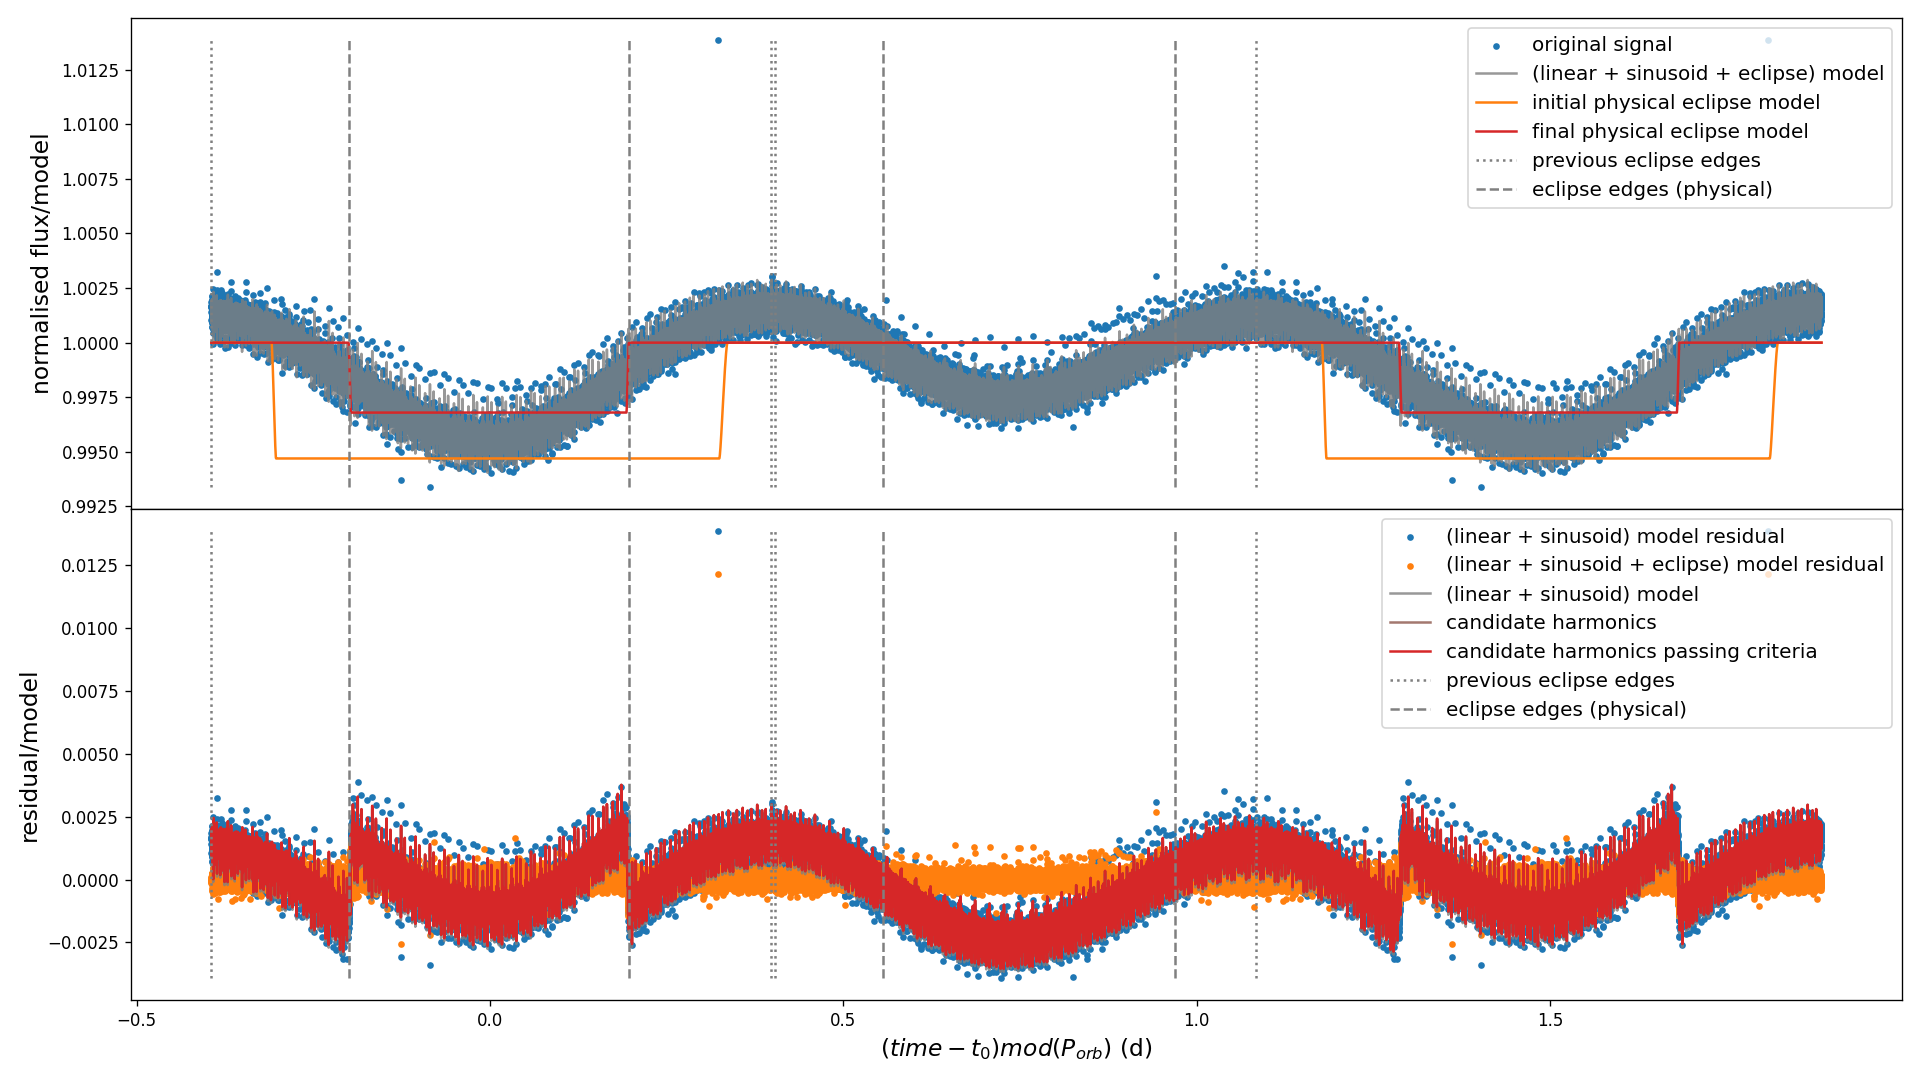 normalised flux/model
1.0125
1.0100
1.0075
1.0050
1.0025
1.0000
0.9975
0.9950
0.9925
original signal
(linear + sinusoid + eclipse) model
initial physical eclipse model
final physical eclipse model
previous eclipse edges
eclipse edges (physical)
residual/model
0.0125
0.0100
0.0075
0.0050
0.0025
0.0000
−0.0025
(linear + sinusoid) model residual
(linear + sinusoid + eclipse) model residual
(linear + sinusoid) model
candidate harmonics
candidate harmonics passing criteria
previous eclipse edges
eclipse edges (physical)
−0.5 0.0 0.5 1.0 1.5
(time − t₀)mod(P_orb) (d)